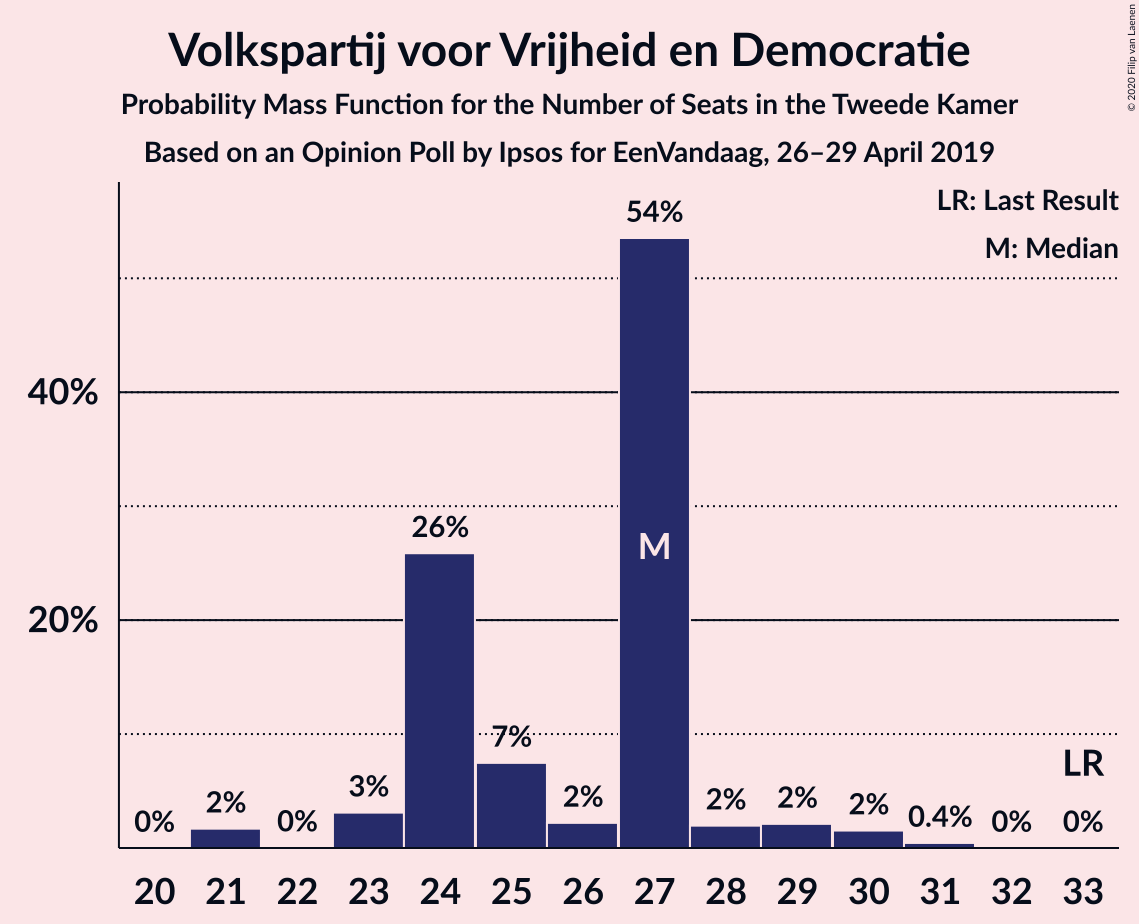 Volkspartij voor Vrijheid en Democratie
Probability Mass Function for the Number of Seats in the Tweede Kamer
Based on an Opinion Poll by Ipsos for EenVandaag, 26–29 April 2019
© 2020 Filip van Laenen
LR: Last Result
M: Median
54%
40%
26%
M
20%
7%
LR
3%
2%
2%
2%
2%
2%
0.4%
0%
0%
0%
0%
20 21 22 23 24 25 26 27 28 29 30 31 32 33